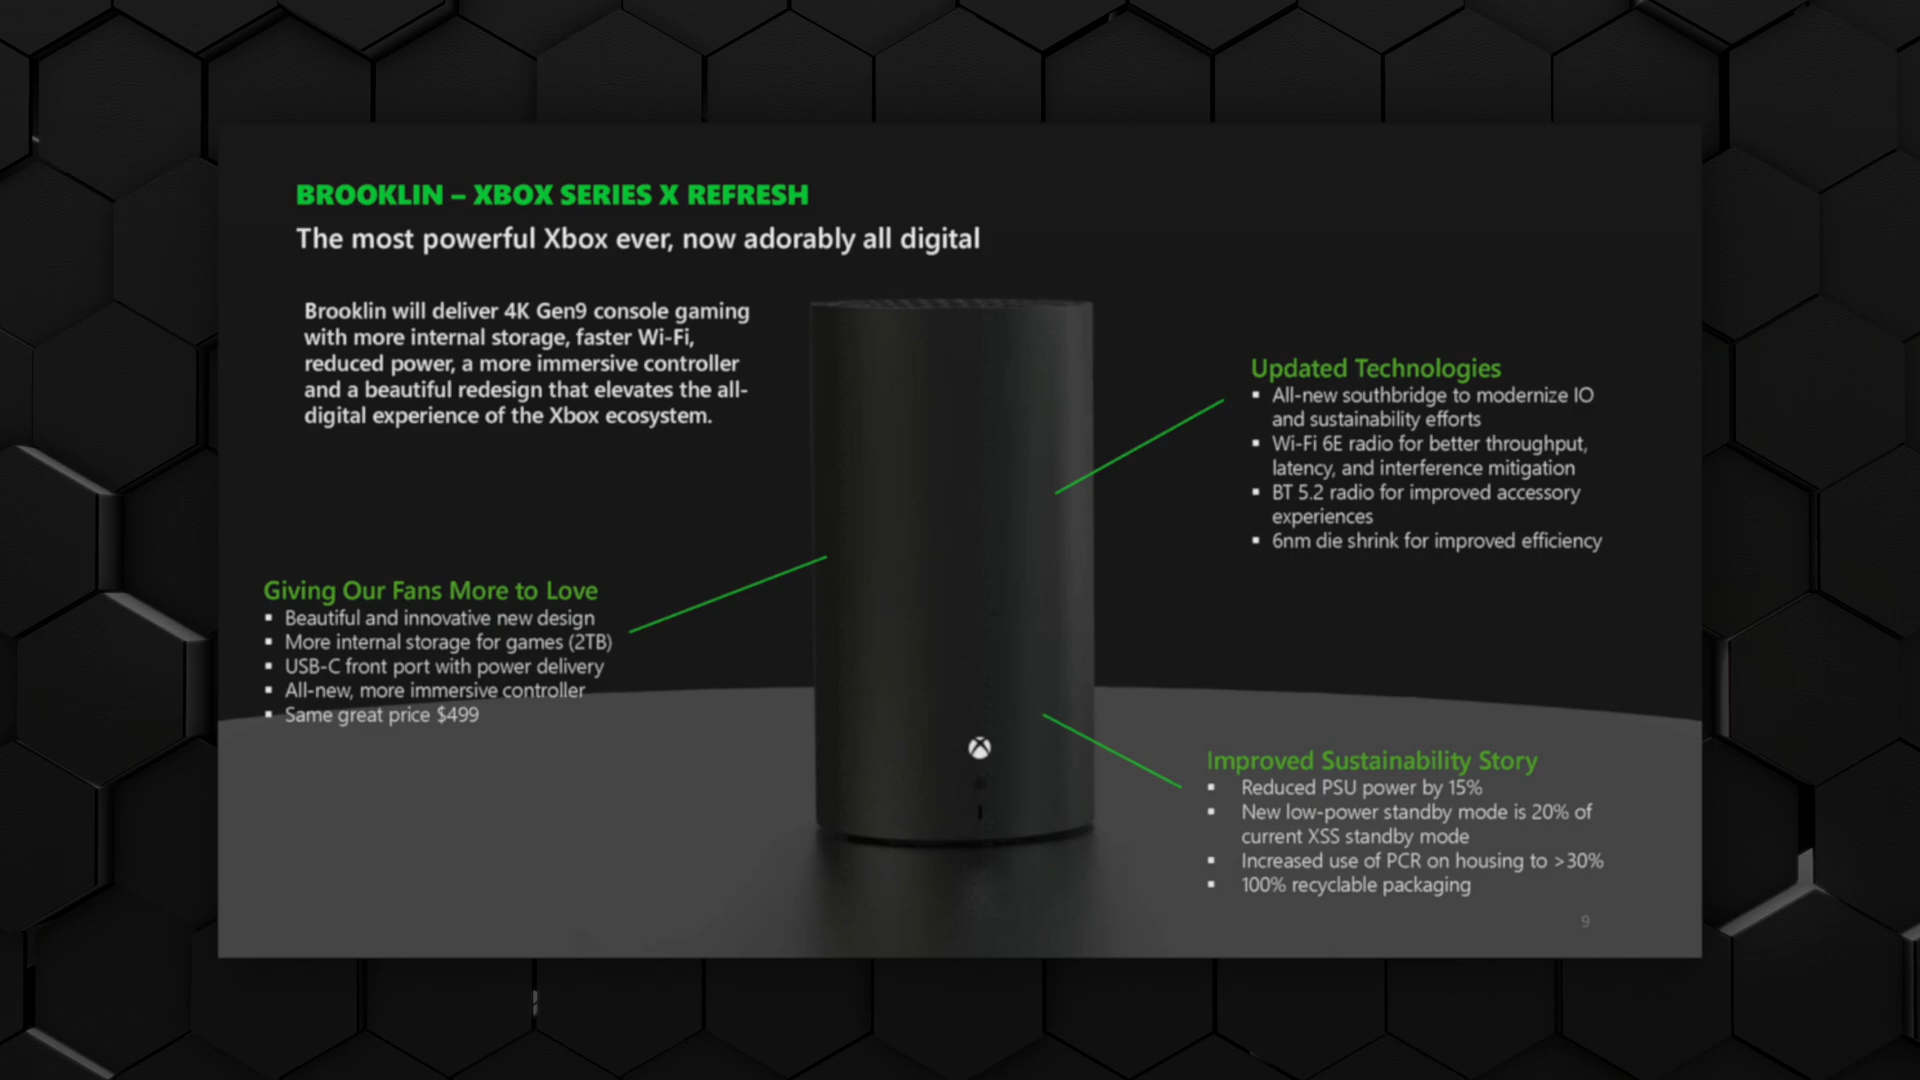 BROOKLIN – XBOX SERIES X REFRESH
The most powerful Xbox ever, now adorably all digital
Brooklin will deliver 4K Gen9 console gaming
with more internal storage, faster Wi-Fi,
reduced power, a more immersive controller
and a beautiful redesign that elevates the all-
digital experience of the Xbox ecosystem.
Giving Our Fans More to Love
▪ Beautiful and innovative new design
▪ More internal storage for games (2TB)
▪ USB-C front port with power delivery
▪ All-new, more immersive controller
▪ Same great price $499
Updated Technologies
▪ All-new southbridge to modernize IO
and sustainability efforts
▪ Wi-Fi 6E radio for better throughput,
latency, and interference mitigation
▪ BT 5.2 radio for improved accessory
experiences
▪ 6nm die shrink for improved efficiency
Improved Sustainability Story
▪ Reduced PSU power by 15%
▪ New low-power standby mode is 20% of
current XSS standby mode
▪ Increased use of PCR on housing to >30%
▪ 100% recyclable packaging
9